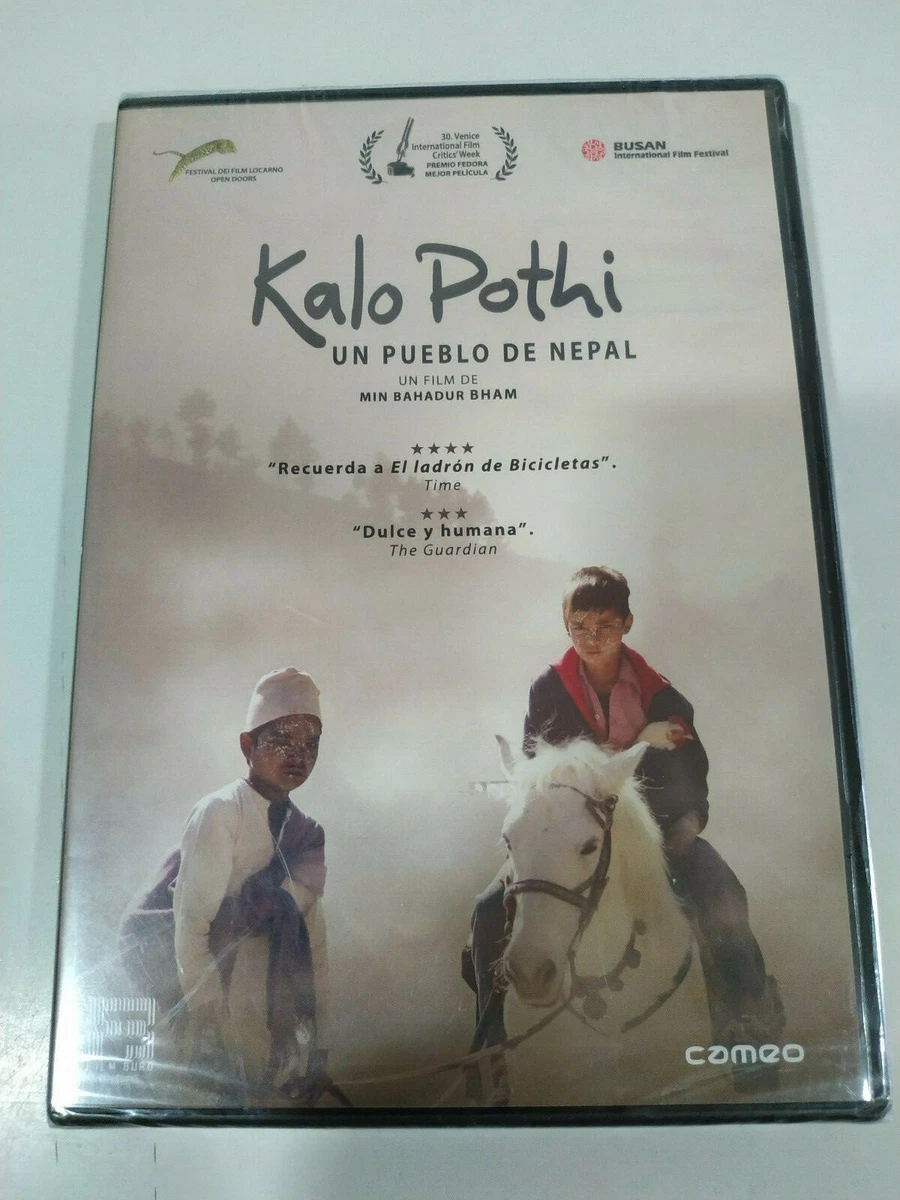 FESTIVAL DEI FILM LOCARNO
OPEN DOORS
30. Venice
International Film
Critics' Week
PREMIO FEDORA
MEJOR PELÍCULA
BUSAN
International Film Festival
Kalo Pothi
UN PUEBLO DE NEPAL
UN FILM DE
MIN BAHADUR BHAM
★★★★
“Recuerda a El ladrón de Bicicletas”.
Time
★★★
“Dulce y humana”.
The Guardian
FILM BURÓ
cameo